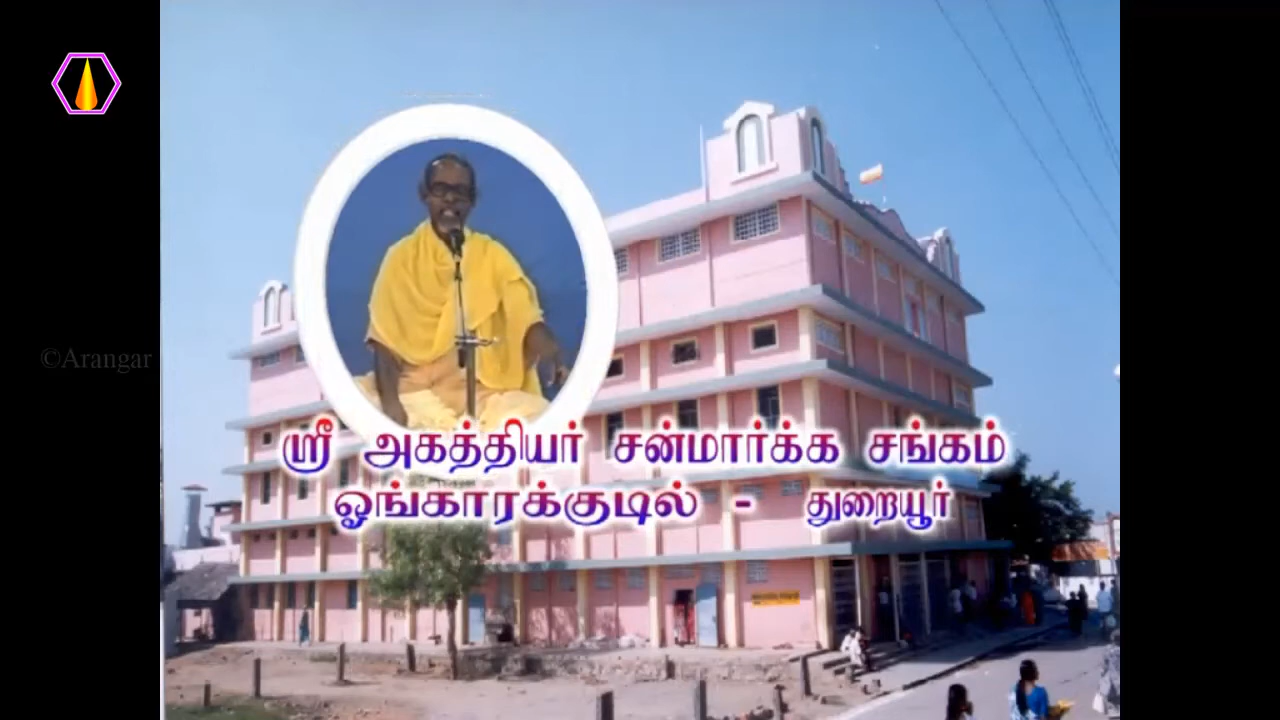 ©Arangar
ஸ்ரீ அகத்தியர் சன்மார்க்க சங்கம்
ஓங்காரக்குடில் - துறையூர்